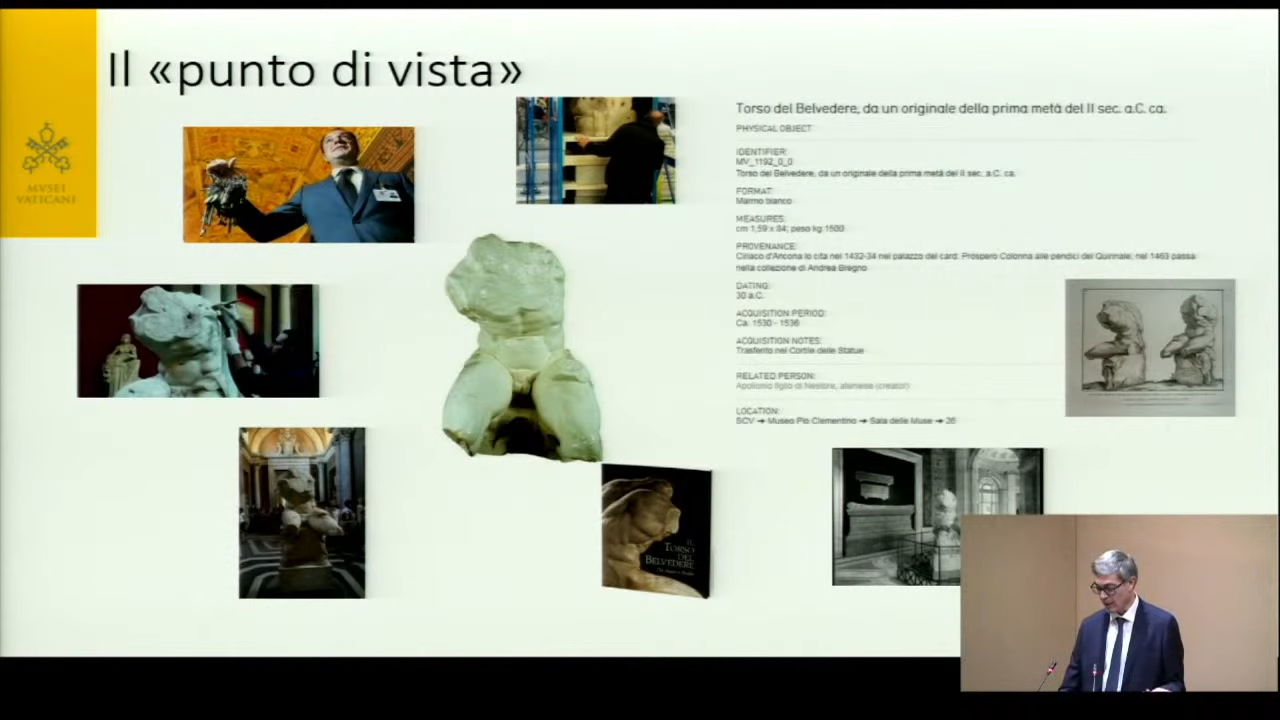 Il «punto di vista»
MVSEI
VATICANI
Torso del Belvedere, da un originale della prima metà del II sec. a.C. ca.
PHYSICAL OBJECT
IDENTIFIER:
MV_1192_0_0
Torso del Belvedere, da un originale della prima metà del II sec. a.C. ca.
FORMAT:
Marmo bianco
MEASURES:
cm 1,59 x 84; peso kg 1500
PROVENANCE:
Ciriaco d'Ancona lo cita nel 1432-34 nel palazzo del card. Prospero Colonna alle pendici del Quirinale, nel 1463 passa
nella collezione di Andrea Bregno
DATING:
30 a.C.
ACQUISITION PERIOD:
Ca. 1530 - 1536
ACQUISITION NOTES:
Trasferito nel Cortile delle Statue
RELATED PERSON:
Apollonio figlio di Nestore, ateniese (creator)
LOCATION:
SCV ➔ Museo Pio Clementino ➔ Sala delle Muse ➔ 26
IL
TORSO
DEL
BELVEDERE